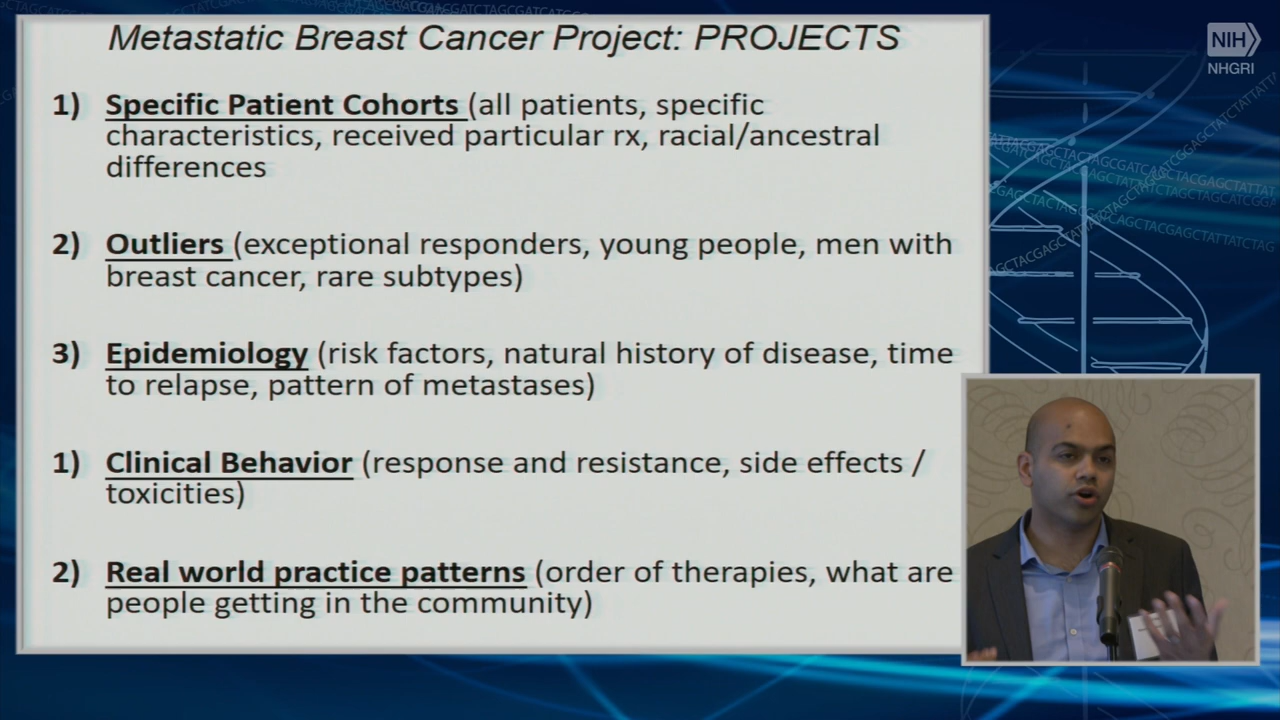 Metastatic Breast Cancer Project: PROJECTS
1) Specific Patient Cohorts (all patients, specific
characteristics, received particular rx, racial/ancestral
differences
2) Outliers (exceptional responders, young people, men with
breast cancer, rare subtypes)
3) Epidemiology (risk factors, natural history of disease, time
to relapse, pattern of metastases)
1) Clinical Behavior (response and resistance, side effects /
toxicities)
2) Real world practice patterns (order of therapies, what are
people getting in the community)
NIH
NHGRI